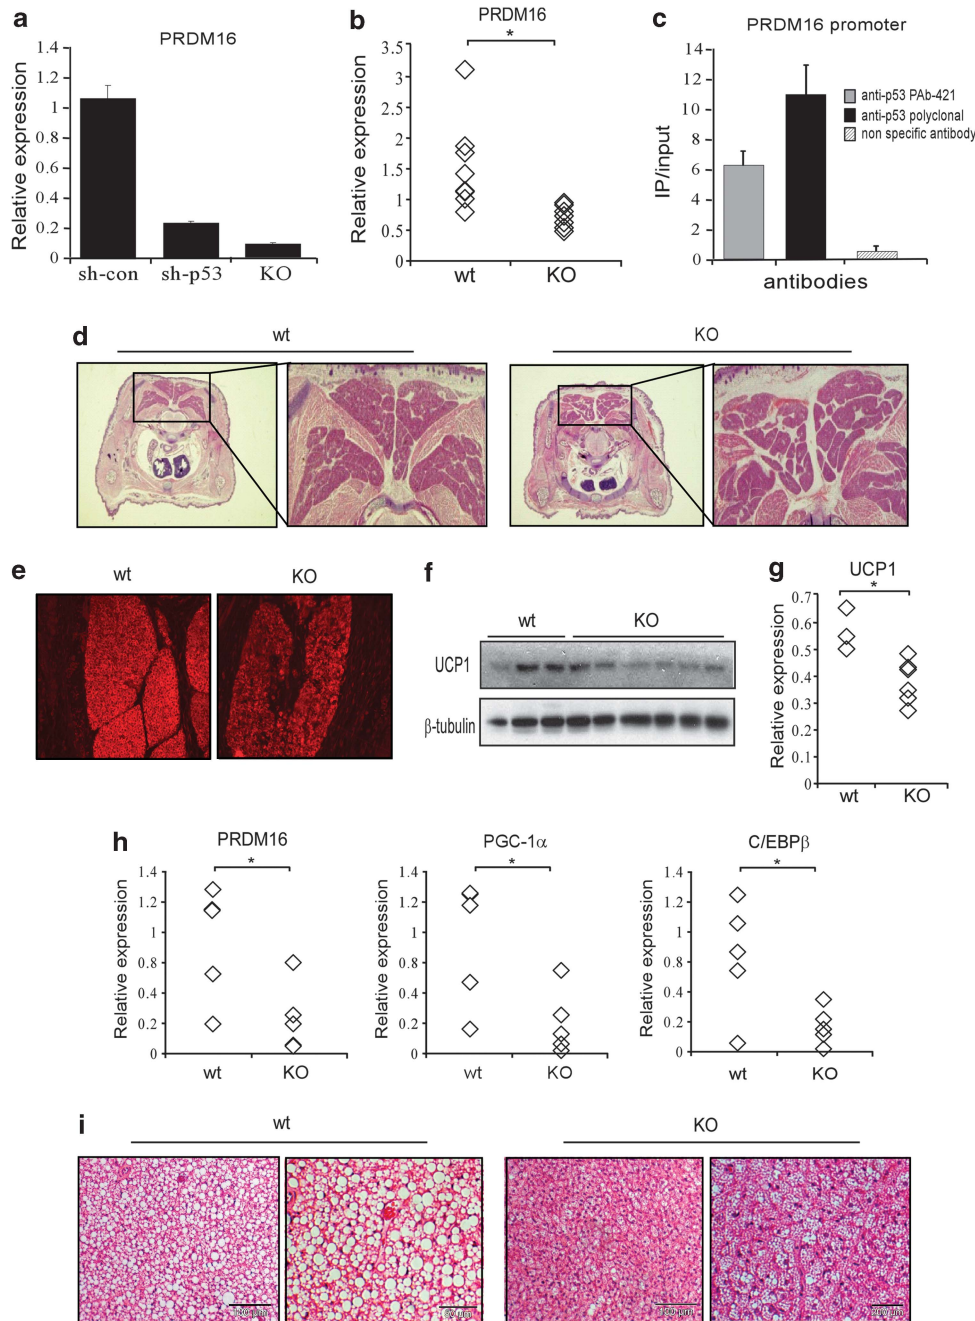 a
PRDM16
Relative expression
1.4
1.2
1
0.8
0.6
0.4
0.2
0
sh-con sh-p53 KO
b
PRDM16
*
Relative expression
3.5
3
2.5
2
1.5
1
0.5
0
wt KO
c
PRDM16 promoter
IP/input
14
12
10
8
6
4
2
0
anti-p53 PAb-421
anti-p53 polyclonal
non specific antibody
antibodies
d
wt
KO
e
wt KO
f
wt KO
UCP1
β-tubulin
g
UCP1
*
Relative expression
0.7
0.6
0.5
0.4
0.3
0.2
0.1
0
wt KO
h
PRDM16
*
Relative expression
1.4
1.2
1
0.8
0.4
0.2
0
wt KO
PGC-1α
*
Relative expression
1.4
1.2
1
0.8
0.4
0.2
0
wt KO
C/EBPβ
*
Relative expression
1.4
1.2
1
0.8
0.4
0.2
0
wt KO
i
wt
KO